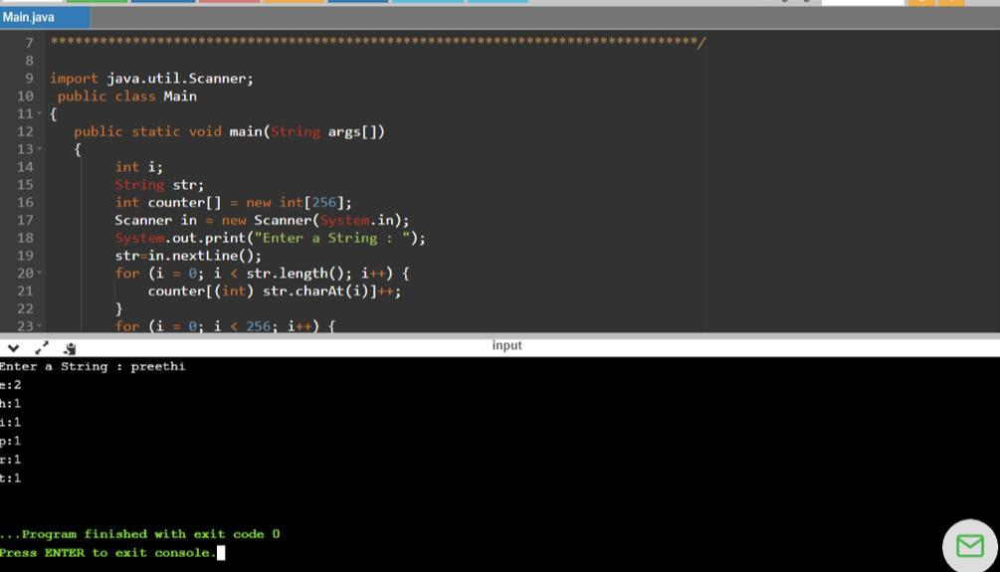 Main.java
7 *******************************************************************************/
8
9 import java.util.Scanner;
10 public class Main
11 {
12 public static void main(String args[])
13 {
14 int i;
15 String str;
16 int counter[] = new int[256];
17 Scanner in = new Scanner(System.in);
18 System.out.print("Enter a String : ");
19 str=in.nextLine();
20 for (i = 0; i < str.length(); i++) {
21 counter[(int) str.charAt(i)]++;
22 }
23 for (i = 0; i < 256; i++) {
input
Enter a String : preethi
e:2
h:1
i:1
p:1
r:1
t:1
...Program finished with exit code 0
Press ENTER to exit console.